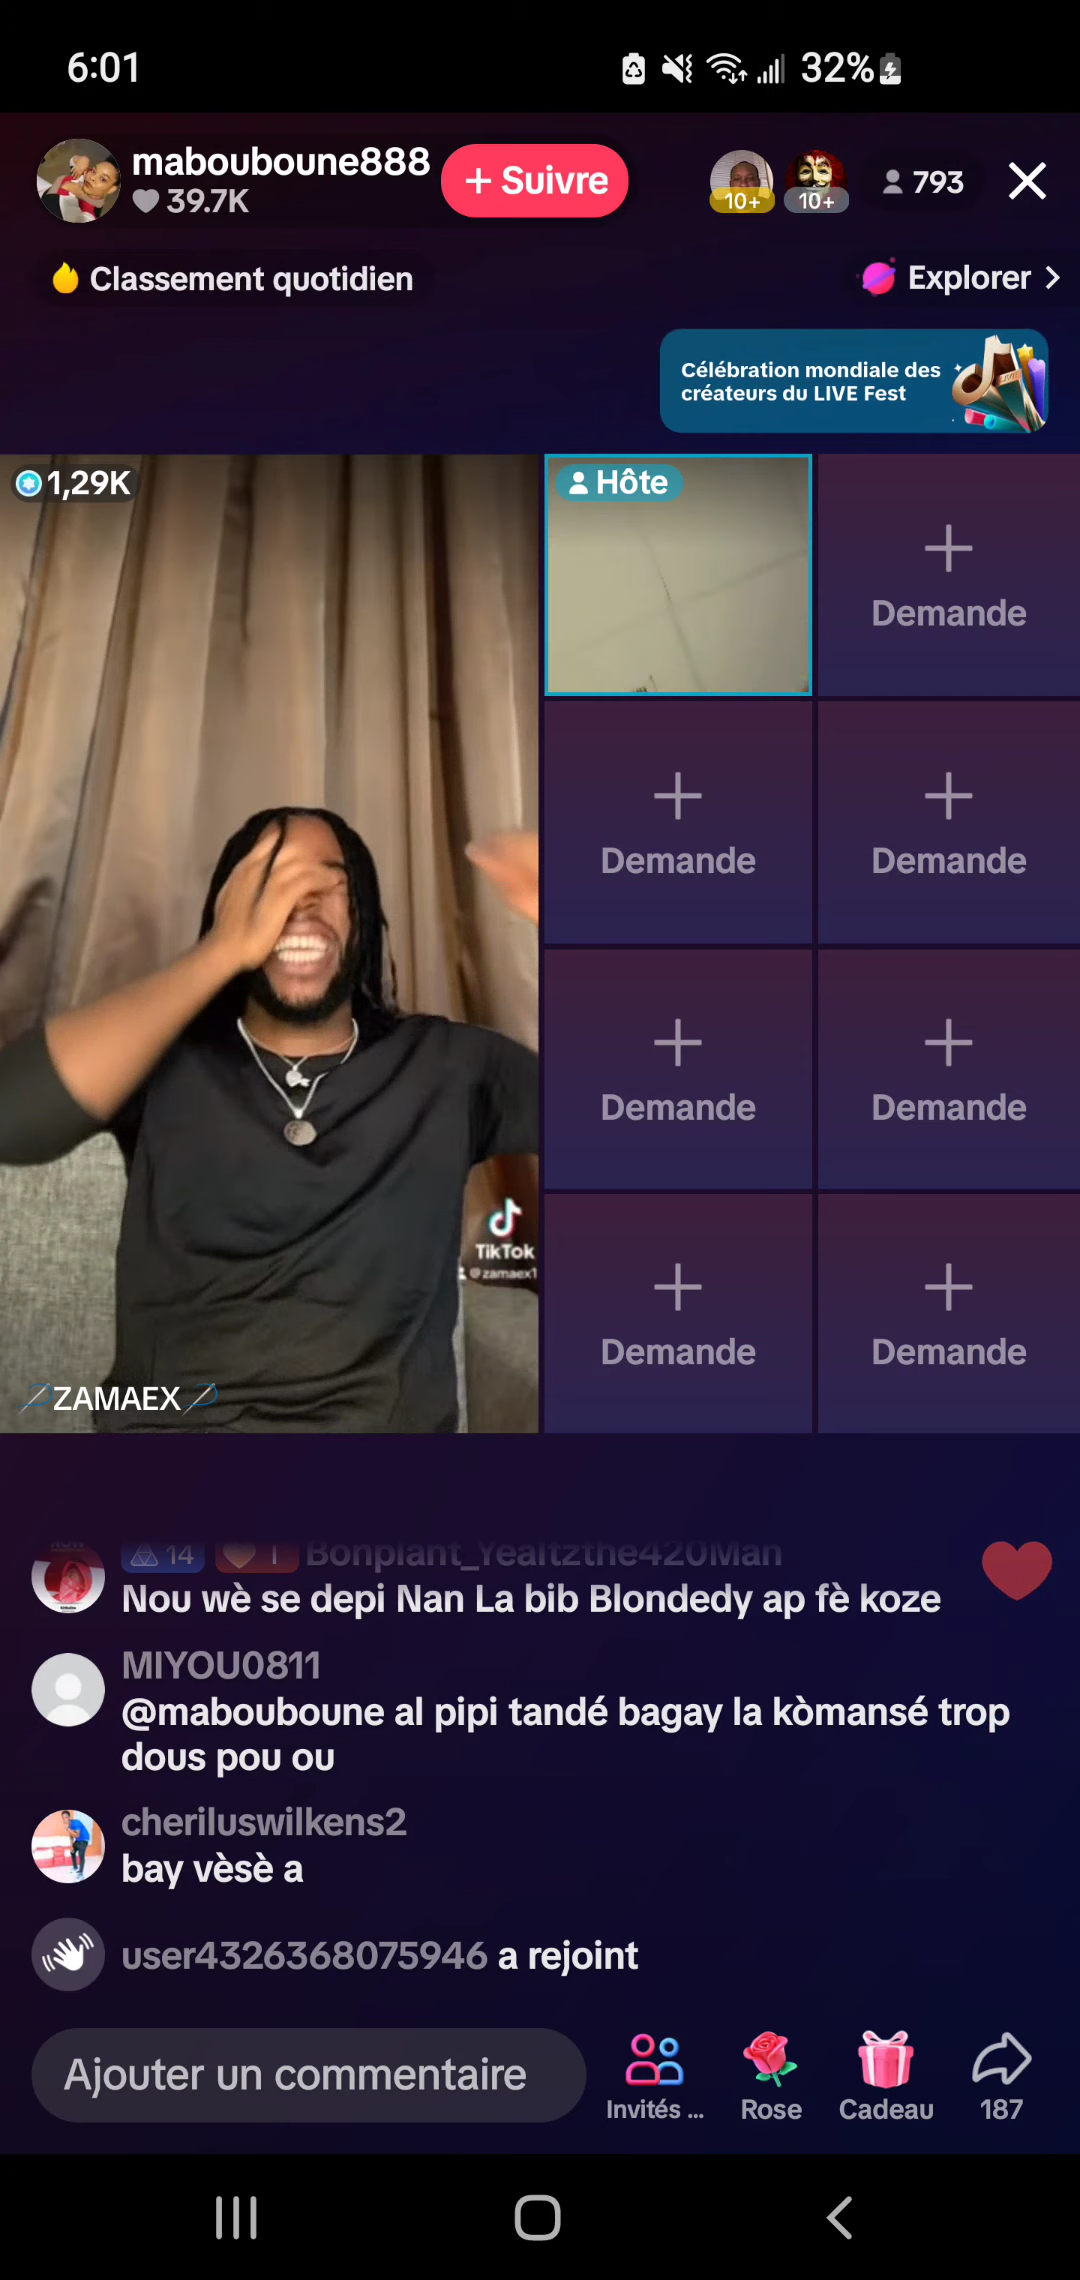 6:01
32%
mabouboune888
39.7K
+ Suivre
10+
10+
793
Classement quotidien
Explorer
Célébration mondiale des
créateurs du LIVE Fest
1,29K
Hôte
Demande
Demande
Demande
Demande
Demande
Demande
Demande
TikTok
@zamaex1
ZAMAEX
14
1
Bonplant_Yealtzthe420Man
Nou wè se depi Nan La bib Blondedy ap fè koze
MIYOU0811
@mabouboune al pipi tandé bagay la kòmansé trop
dous pou ou
cheriluswilkens2
bay vèsè a
user4326368075946 a rejoint
Ajouter un commentaire
Invités ...
Rose
Cadeau
187